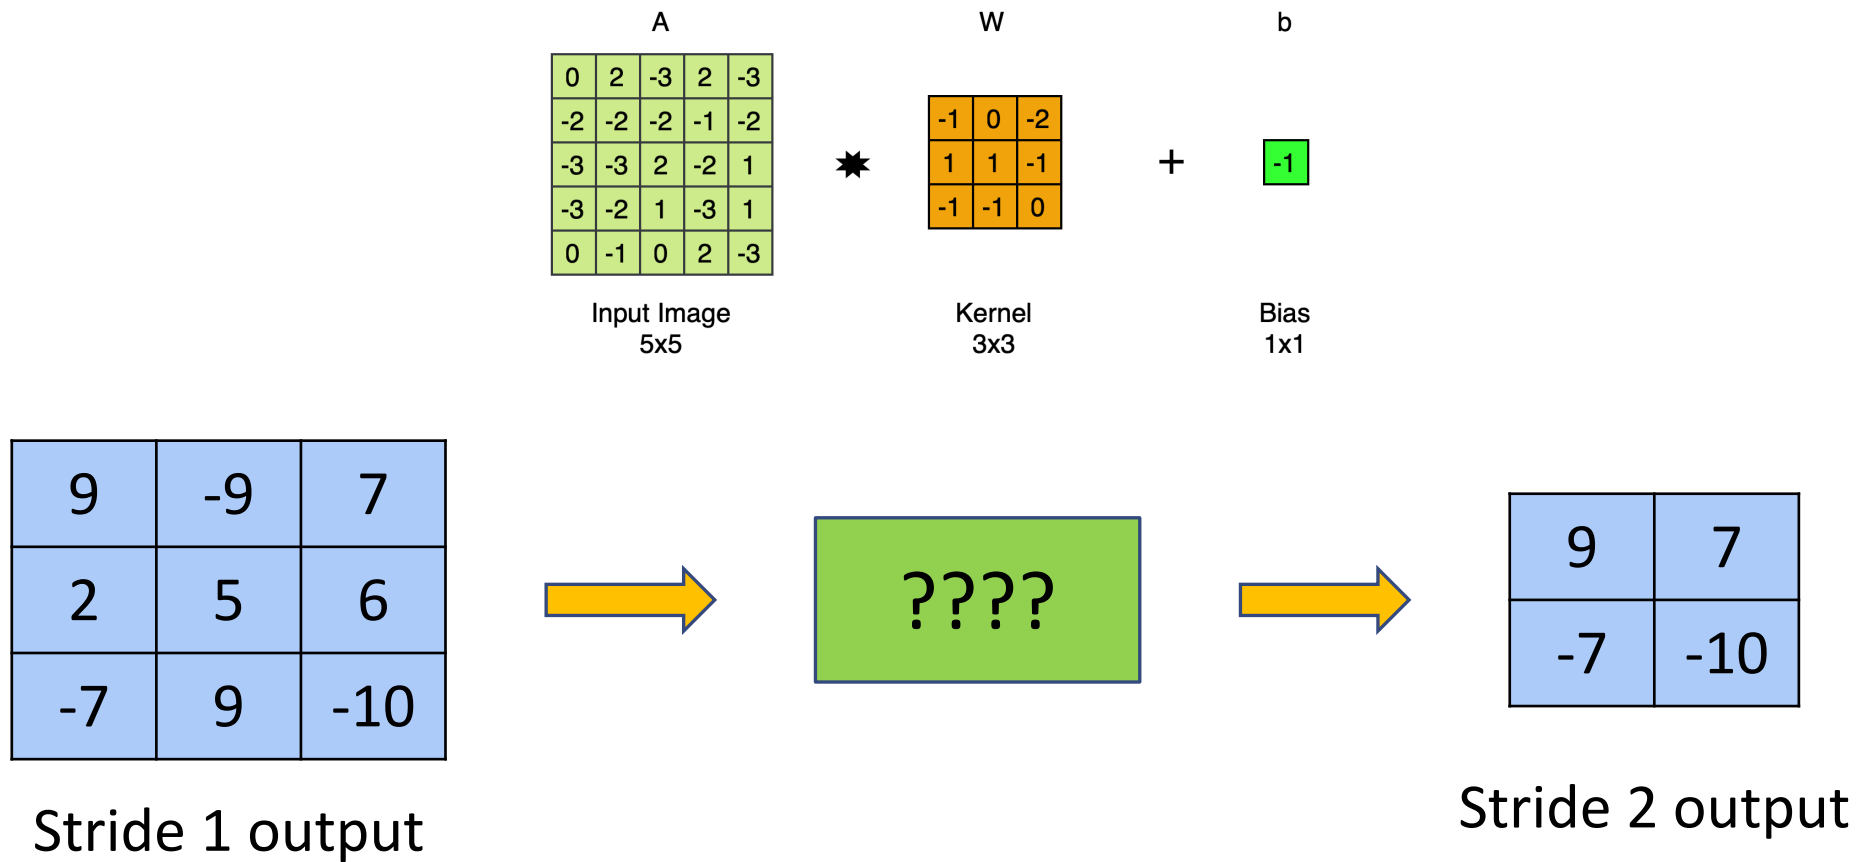 A W b
0 2 -3 2 -3
-2 -2 -2 -1 -2
-3 -3 2 -2 1
-3 -2 1 -3 1
0 -1 0 2 -3
-1 0 -2
1 1 -1
-1 -1 0
+
-1
Input Image
5x5
Kernel
3x3
Bias
1x1
9 -9 7
2 5 6
-7 9 -10
Stride 1 output
????
9 7
-7 -10
Stride 2 output